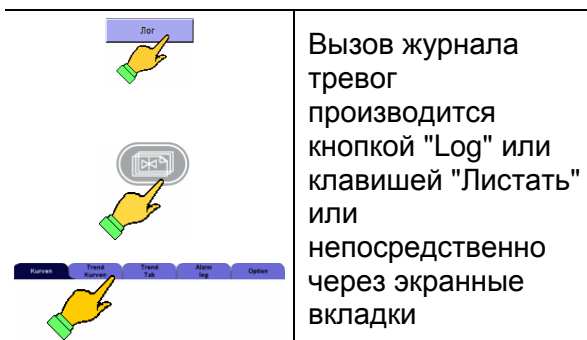 Лог
Kurven
Trend
Kurven
Trend
Tab
Alarm
log
Option
Вызов журнала
тревог
производится
кнопкой "Log" или
клавишей "Листать"
или
непосредственно
через экранные
вкладки